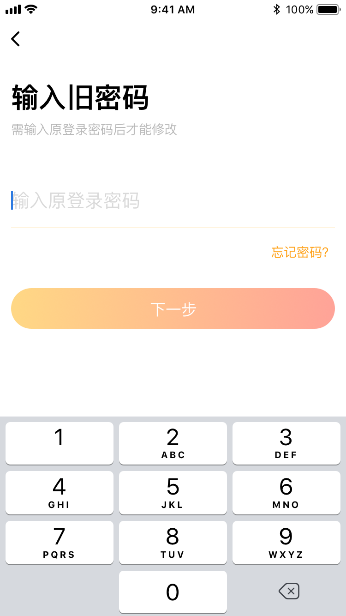 9:41 AM 100%
输入旧密码
需输入原登录密码后才能修改
输入原登录密码
忘记密码?
下一步
1 2 3
ABC DEF
4 5 6
GHI JKL MNO
7 8 9
PQRS TUV WXYZ
0